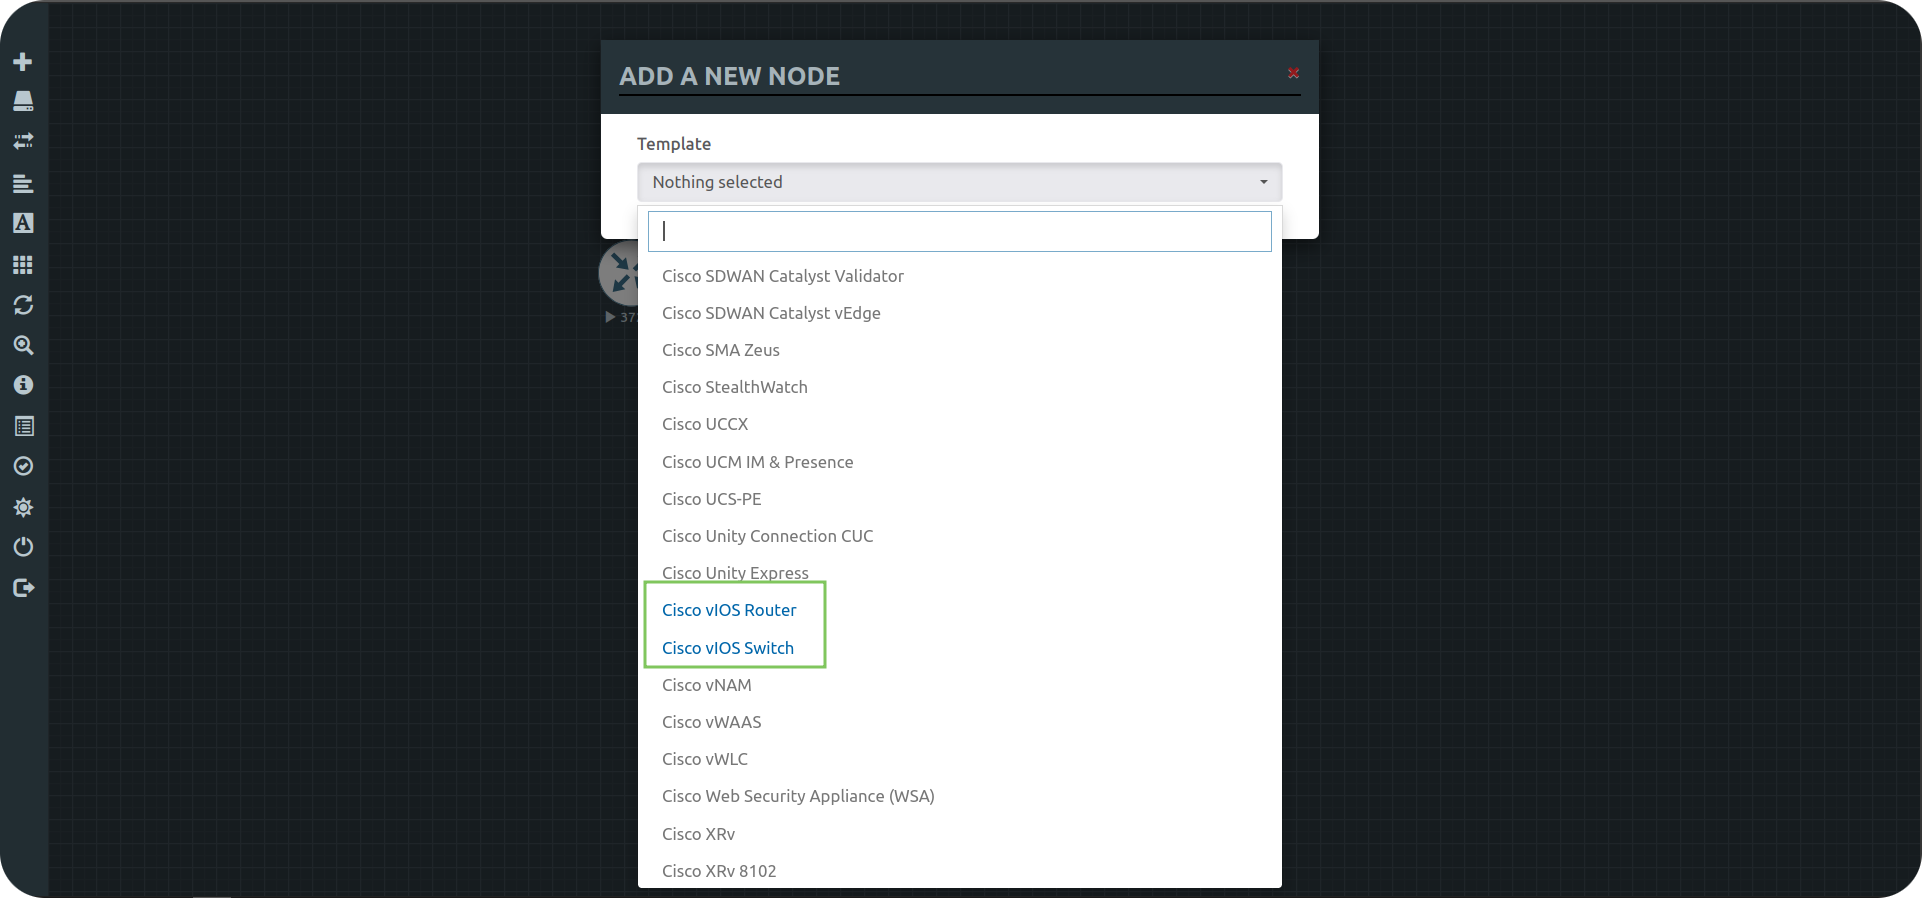 ADD A NEW NODE
Template
Nothing selected
Cisco SDWAN Catalyst Validator
Cisco SDWAN Catalyst vEdge
Cisco SMA Zeus
Cisco StealthWatch
Cisco UCCX
Cisco UCM IM & Presence
Cisco UCS-PE
Cisco Unity Connection CUC
Cisco Unity Express
Cisco vIOS Router
Cisco vIOS Switch
Cisco vNAM
Cisco vWAAS
Cisco vWLC
Cisco Web Security Appliance (WSA)
Cisco XRv
Cisco XRv 8102